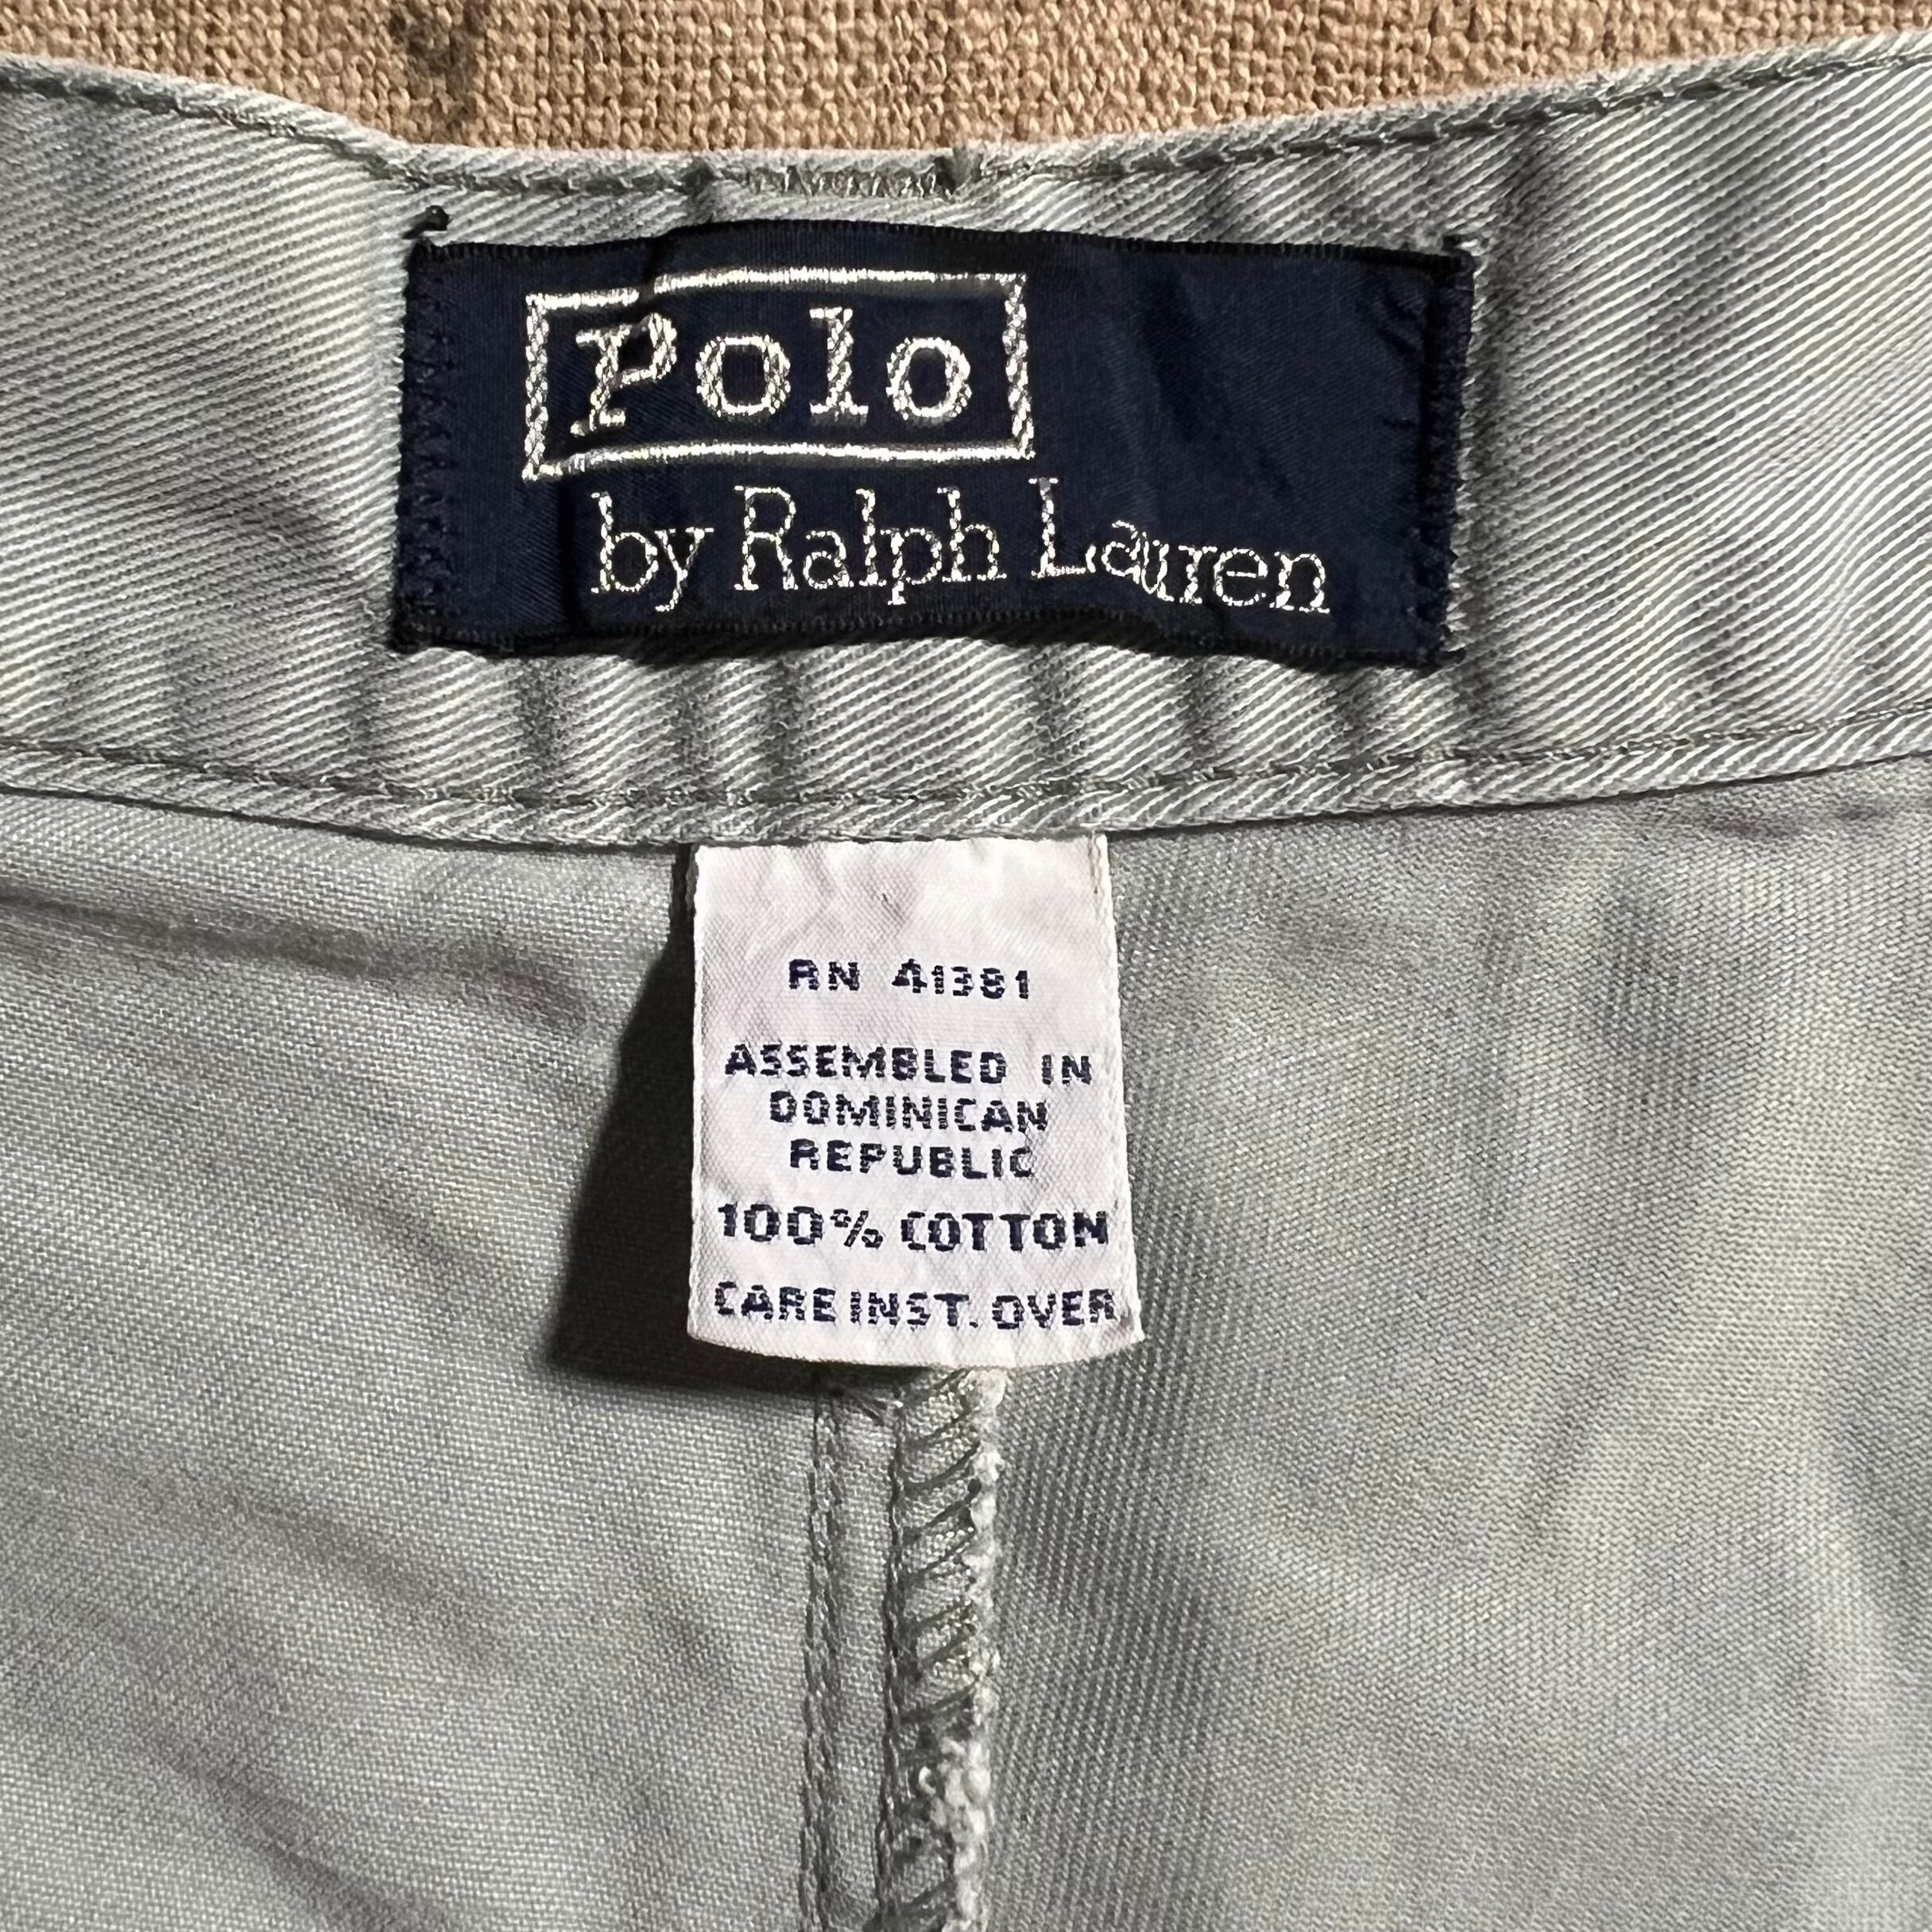 Polo
by Ralph Lauren
RN 41381
ASSEMBLED IN
DOMINICAN
REPUBLIC
100% COTTON
CARE INST. OVER